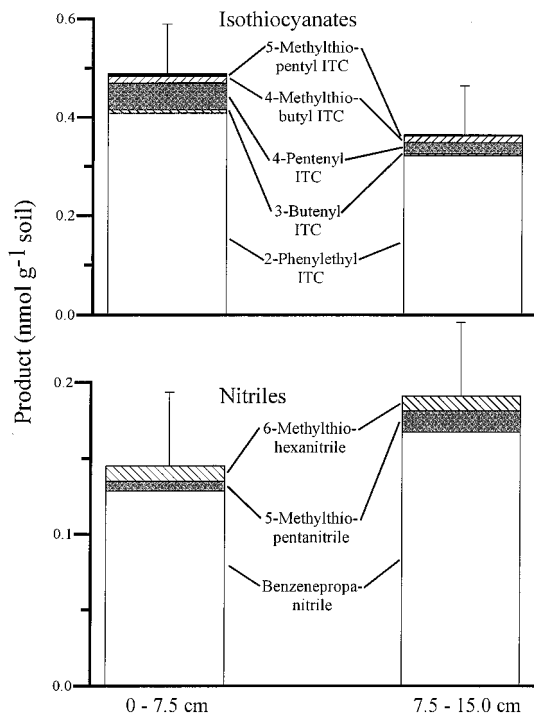 Isothiocyanates
0.6
5-Methylthio-
pentyl ITC
4-Methylthio-
butyl ITC
0.4
4-Pentenyl
ITC
3-Butenyl
ITC
0.2
2-Phenylethyl
ITC
0.0
Product (nmol g-1 soil)
0.2
Nitriles
6-Methylthio-
hexanitrile
0.1
5-Methylthio-
pentanitrile
Benzenepropa-
nitrile
0.0
0 - 7.5 cm
7.5 - 15.0 cm